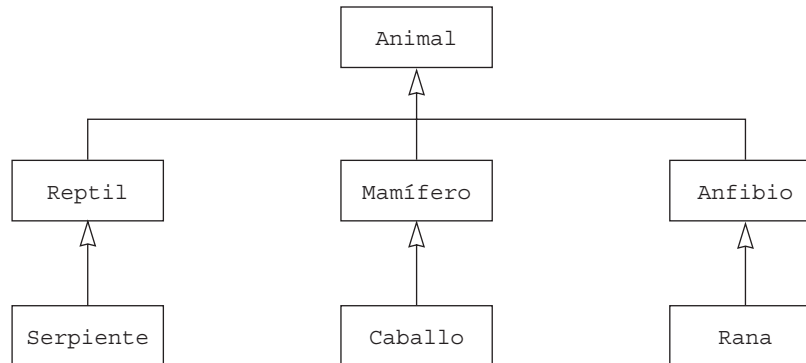 Animal
Reptil
Mamífero
Anfibio
Serpiente
Caballo
Rana